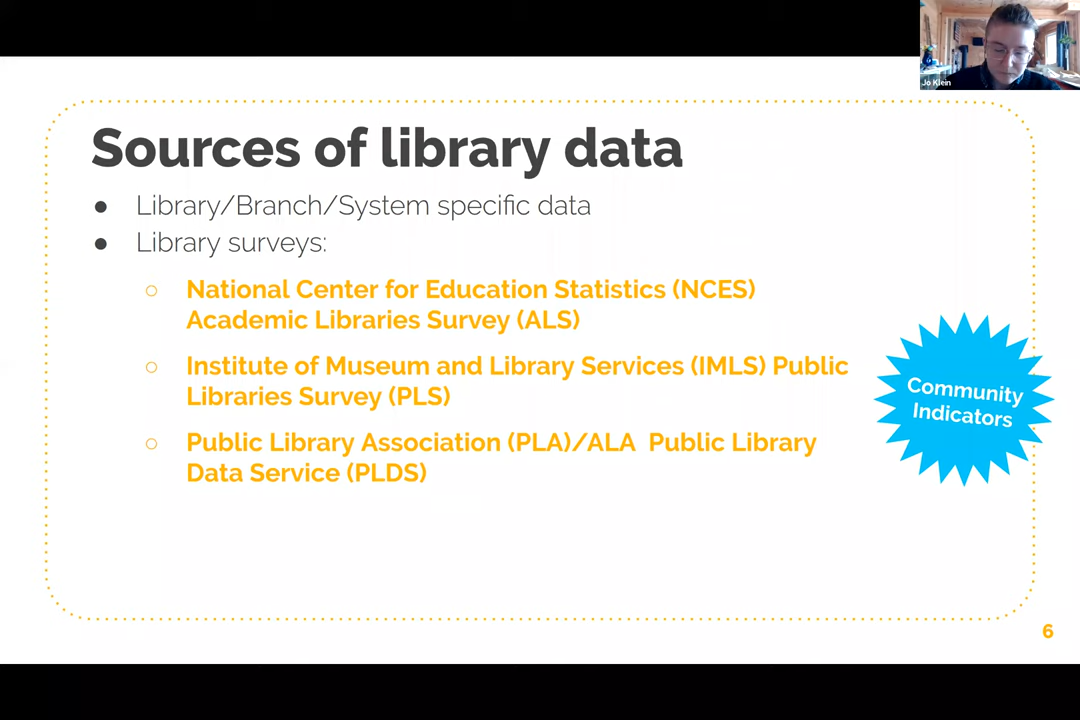 Jo Klein
Sources of library data
● Library/Branch/System specific data
● Library surveys:
○ National Center for Education Statistics (NCES)
Academic Libraries Survey (ALS)
○ Institute of Museum and Library Services (IMLS) Public
Libraries Survey (PLS)
○ Public Library Association (PLA)/ALA Public Library
Data Service (PLDS)
Community
Indicators
6